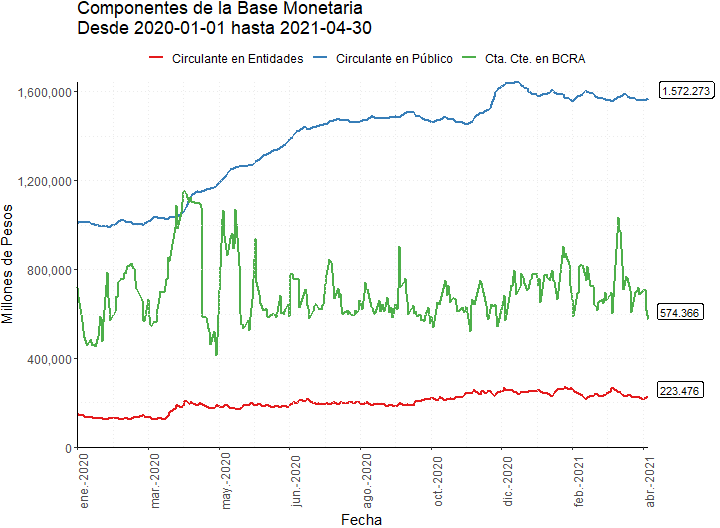 Componentes de la Base Monetaria
Desde 2020-01-01 hasta 2021-04-30
Circulante en Entidades Circulante en Público Cta. Cte. en BCRA
Millones de Pesos
1,600,000
1,200,000
800,000
400,000
0
1.572.273
574.366
223.476
ene.-2020
mar.-2020
may.-2020
jun.-2020
ago.-2020
oct.-2020
dic.-2020
feb.-2021
abr.-2021
Fecha